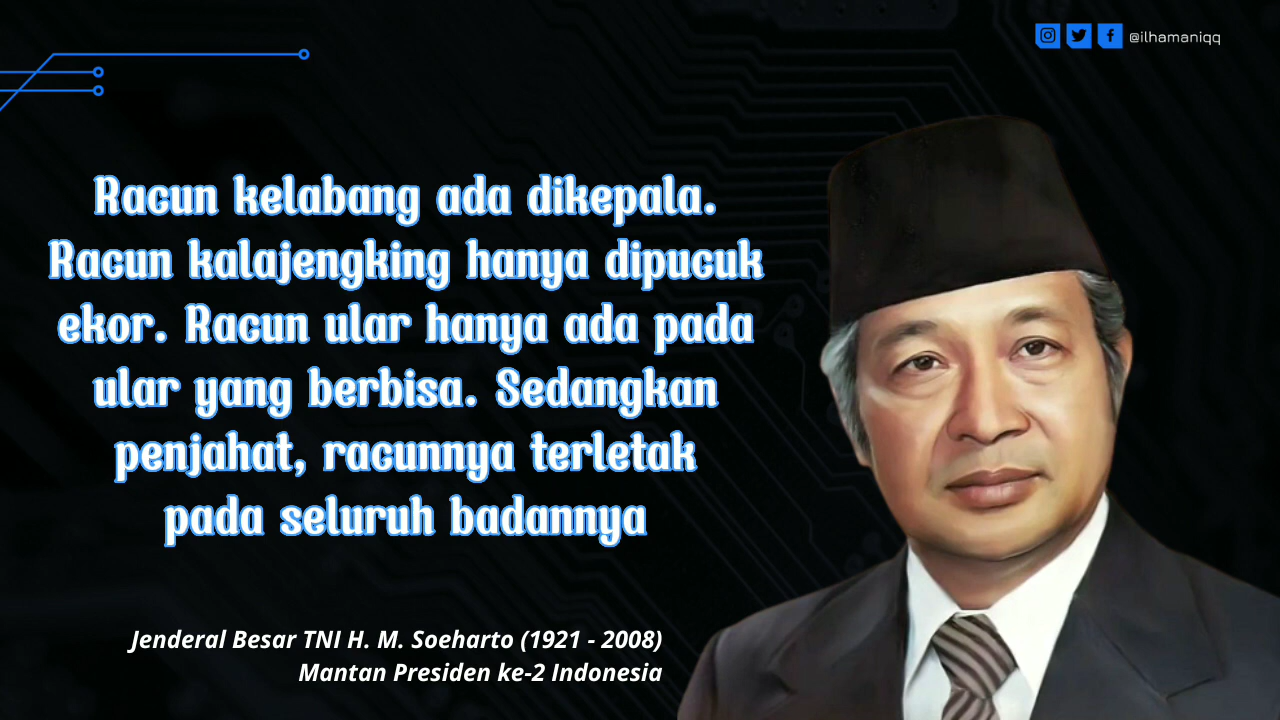 @ilhamaniqq
Racun kelabang ada dikepala.
Racun kalajengking hanya dipucuk
ekor. Racun ular hanya ada pada
ular yang berbisa. Sedangkan
penjahat, racunnya terletak
pada seluruh badannya
Jenderal Besar TNI H. M. Soeharto (1921 - 2008)
Mantan Presiden ke-2 Indonesia